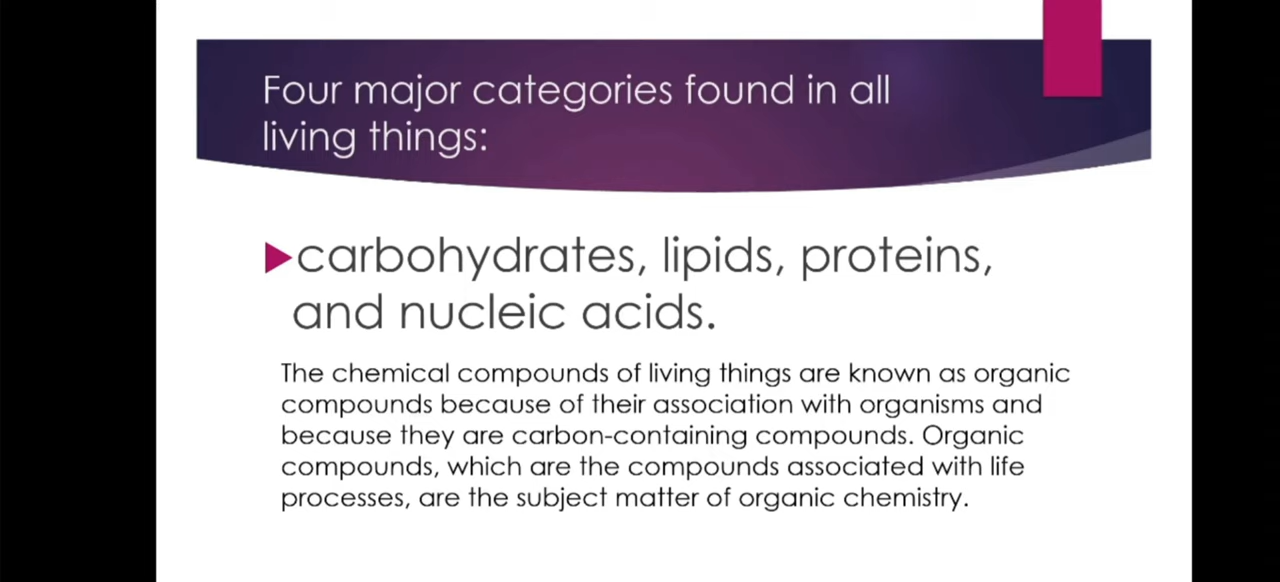 Four major categories found in all
living things:
carbohydrates, lipids, proteins,
and nucleic acids.
The chemical compounds of living things are known as organic
compounds because of their association with organisms and
because they are carbon-containing compounds. Organic
compounds, which are the compounds associated with life
processes, are the subject matter of organic chemistry.